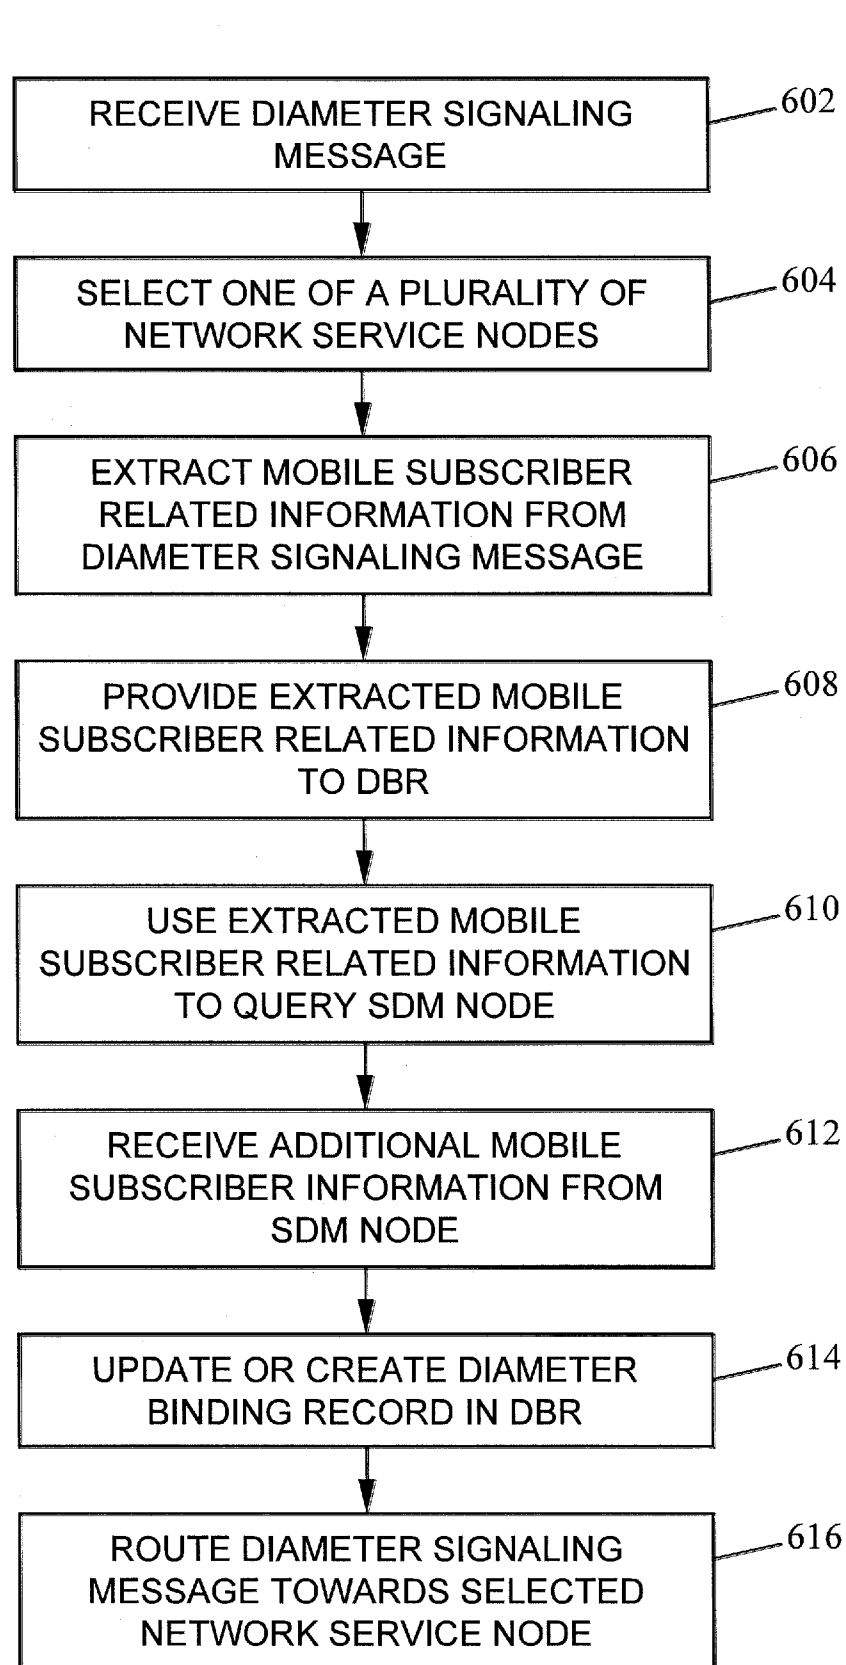 602
RECEIVE DIAMETER SIGNALING
MESSAGE
604
SELECT ONE OF A PLURALITY OF
NETWORK SERVICE NODES
606
EXTRACT MOBILE SUBSCRIBER
RELATED INFORMATION FROM
DIAMETER SIGNALING MESSAGE
608
PROVIDE EXTRACTED MOBILE
SUBSCRIBER RELATED INFORMATION
TO DBR
610
USE EXTRACTED MOBILE
SUBSCRIBER RELATED INFORMATION
TO QUERY SDM NODE
612
RECEIVE ADDITIONAL MOBILE
SUBSCRIBER INFORMATION FROM
SDM NODE
614
UPDATE OR CREATE DIAMETER
BINDING RECORD IN DBR
616
ROUTE DIAMETER SIGNALING
MESSAGE TOWARDS SELECTED
NETWORK SERVICE NODE